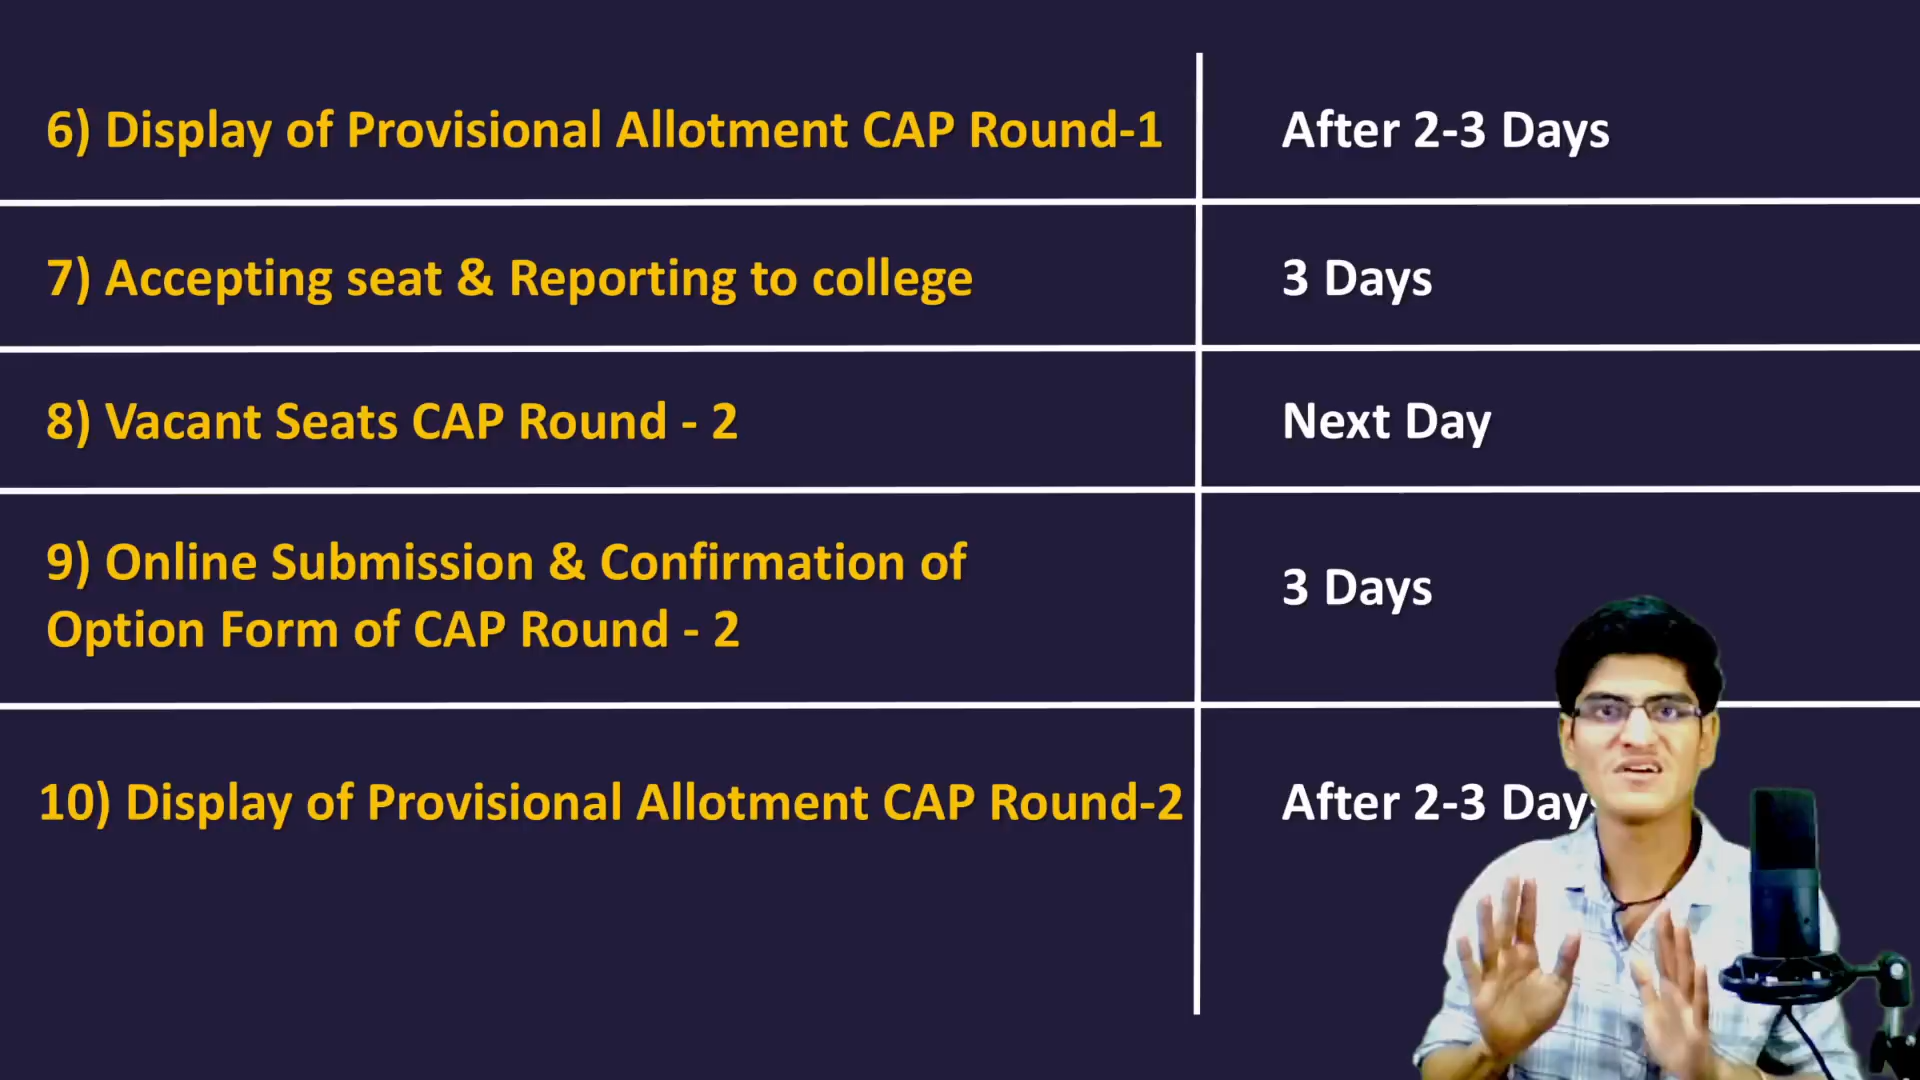 6) Display of Provisional Allotment CAP Round-1
After 2-3 Days
7) Accepting seat & Reporting to college
3 Days
8) Vacant Seats CAP Round - 2
Next Day
9) Online Submission & Confirmation of
Option Form of CAP Round - 2
3 Days
10) Display of Provisional Allotment CAP Round-2
After 2-3 Days